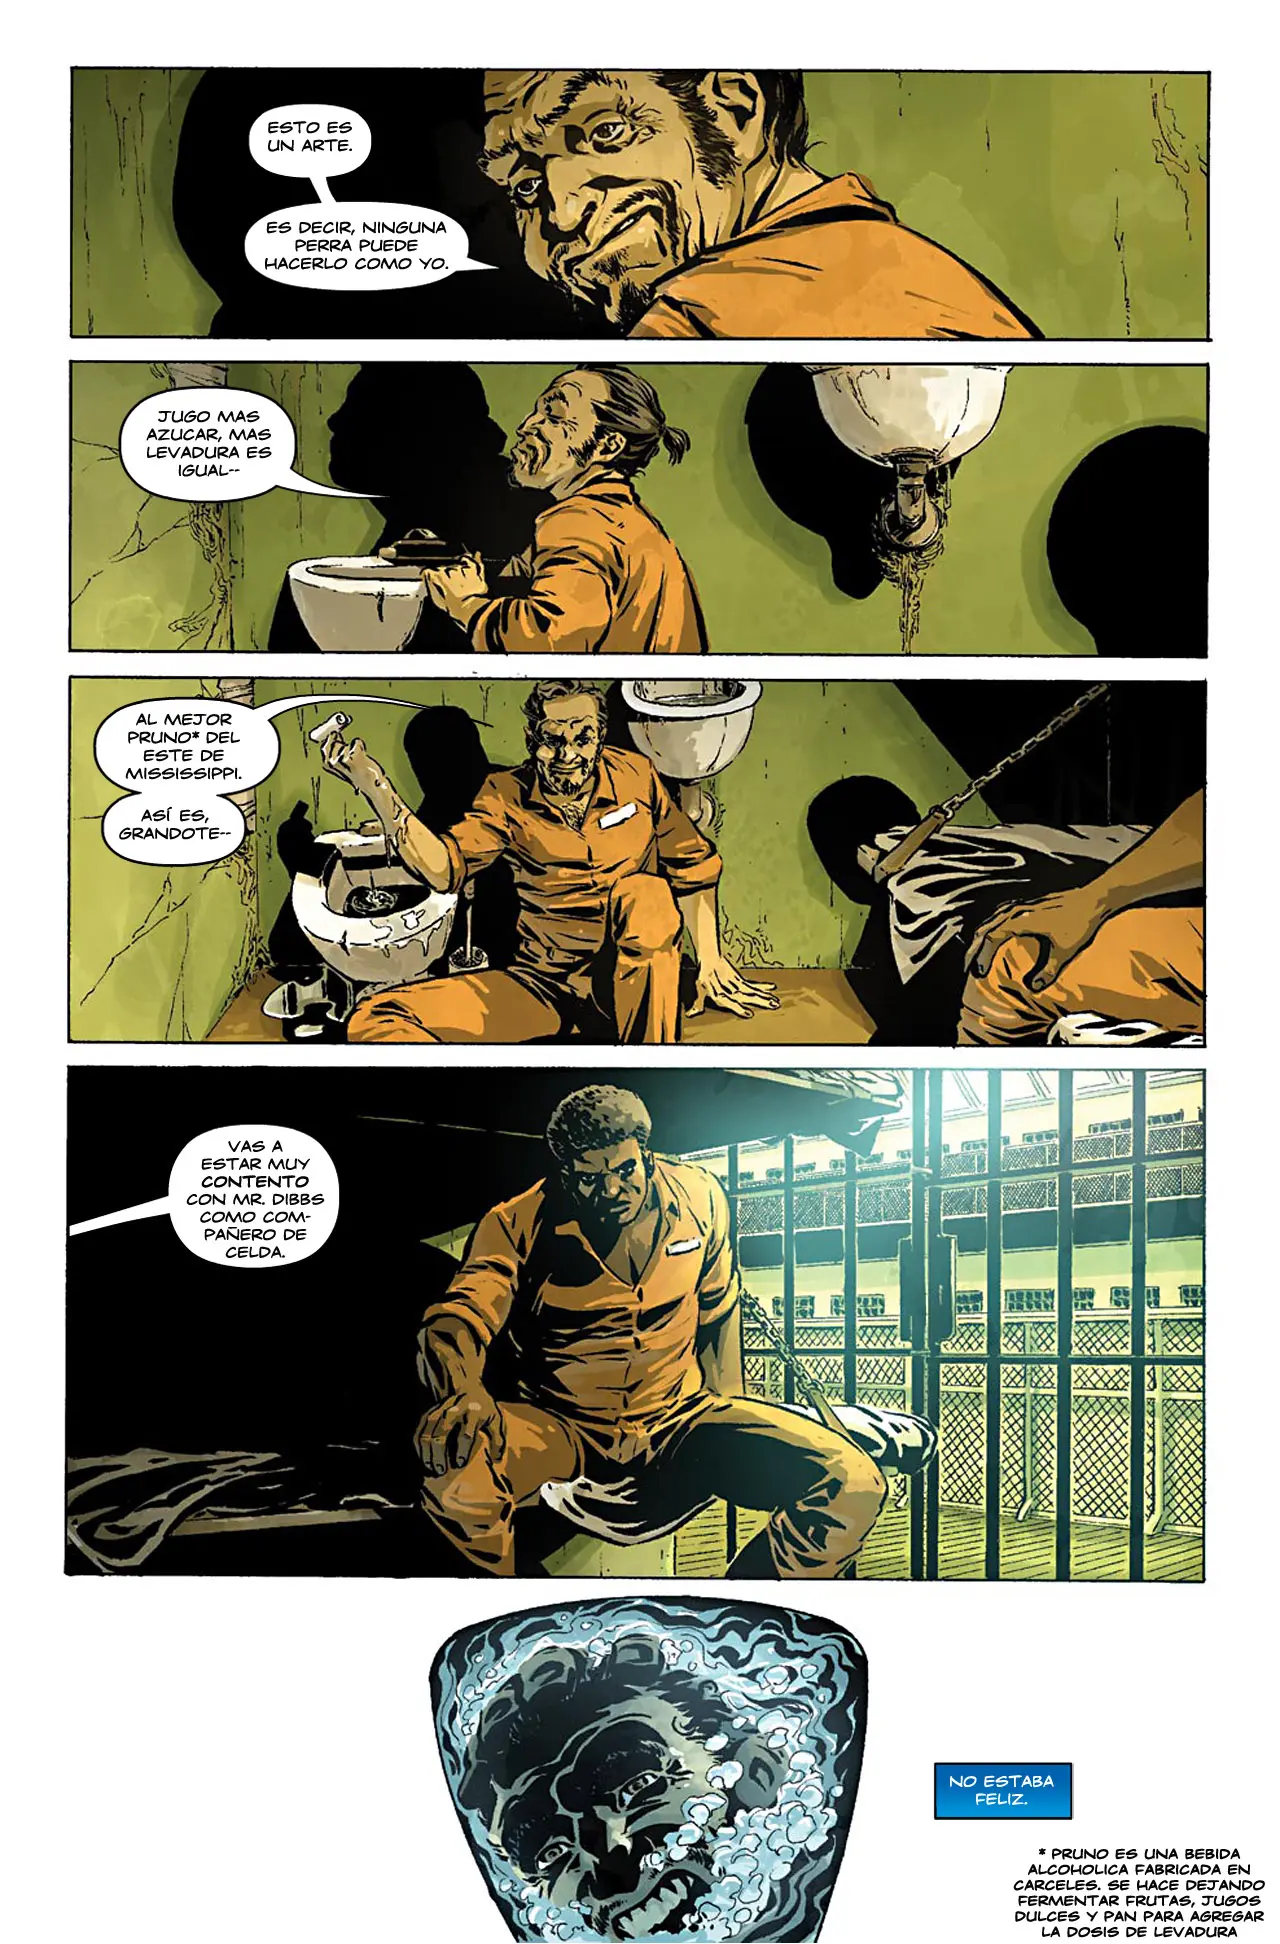 ESTO ES
UN ARTE.
ES DECIR, NINGUNA
PERRA PUEDE
HACERLO COMO YO.
JUGO MAS
AZUCAR, MAS
LEVADURA ES
IGUAL--
AL MEJOR
PRUNO* DEL
ESTE DE
MISSISSIPPI.
ASÍ ES,
GRANDOTE--
VAS A
ESTAR MUY
CONTENTO
CON MR. DIBBS
COMO COM-
PAÑERO DE
CELDA.
NO ESTABA
FELIZ.
* PRUNO ES UNA BEBIDA
ALCOHOLICA FABRICADA EN
CARCELES. SE HACE DEJANDO
FERMENTAR FRUTAS, JUGOS
DULCES Y PAN PARA AGREGAR
LA DOSIS DE LEVADURA